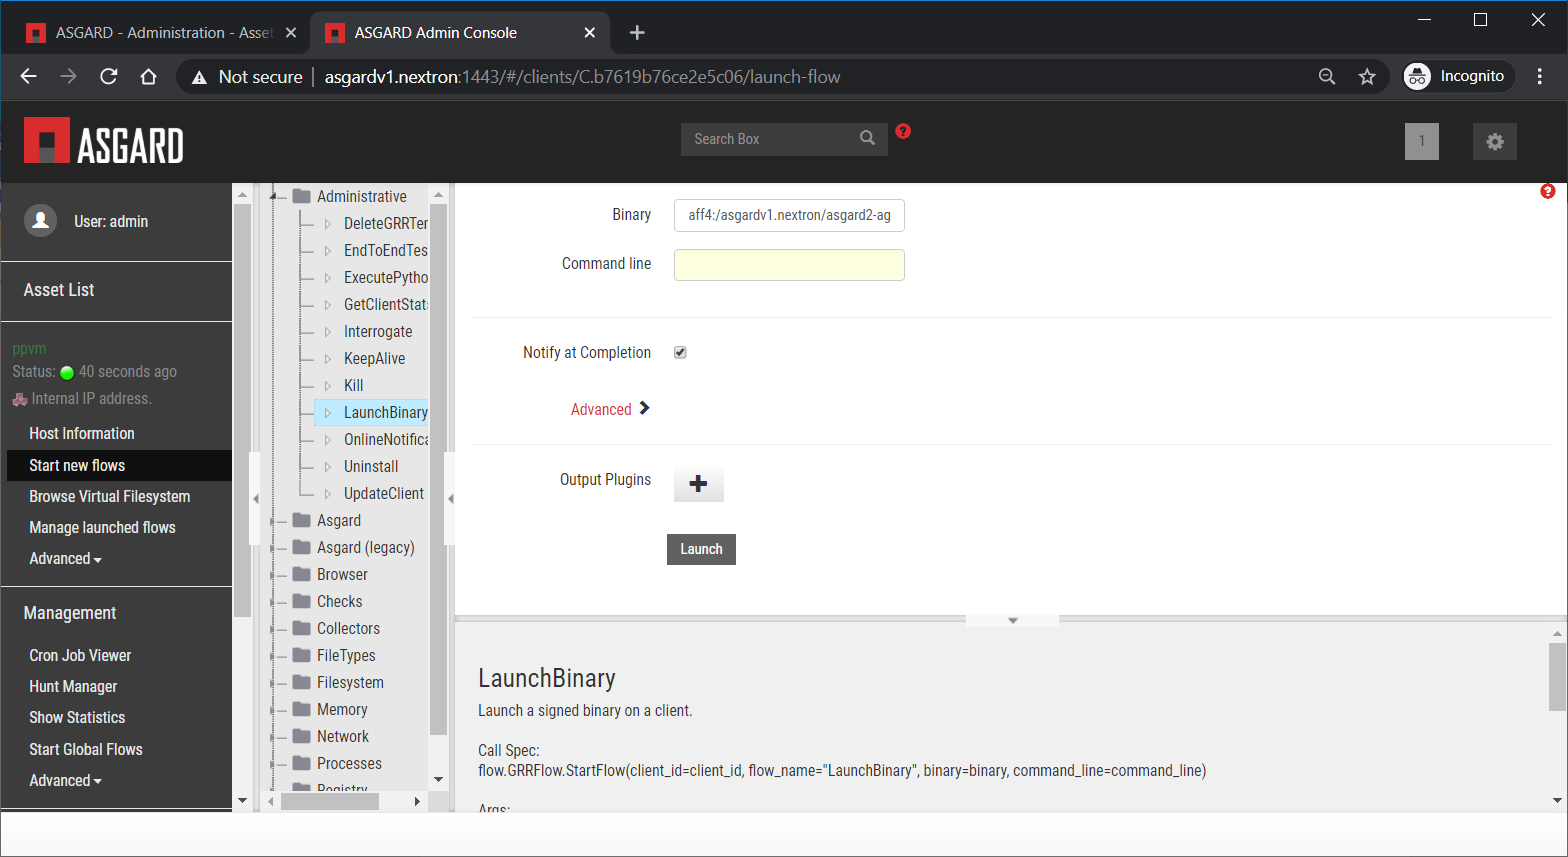 ASGARD - Administration - Asset
ASGARD Admin Console
Not secure
asgardv1.nextron:1443/#/clients/C.b7619b76ce2e5c06/launch-flow
Incognito
ASGARD
Search Box
?
1
User: admin
Asset List
ppvm
Status: 40 seconds ago
Internal IP address.
Host Information
Start new flows
Browse Virtual Filesystem
Manage launched flows
Advanced
Management
Cron Job Viewer
Hunt Manager
Show Statistics
Start Global Flows
Advanced
Administrative
DeleteGRRTer
EndToEndTes
ExecutePytho
GetClientStat
Interrogate
KeepAlive
Kill
LaunchBinary
OnlineNotifica
Uninstall
UpdateClient
Asgard
Asgard (legacy)
Browser
Checks
Collectors
FileTypes
Filesystem
Memory
Network
Processes
Registry
?
Binary
aff4:/asgardv1.nextron/asgard2-ag
Command line
Notify at Completion
Advanced
Output Plugins
Launch
LaunchBinary
Launch a signed binary on a client.
Call Spec:
flow.GRRFlow.StartFlow(client_id=client_id, flow_name="LaunchBinary", binary=binary, command_line=command_line)
Args: